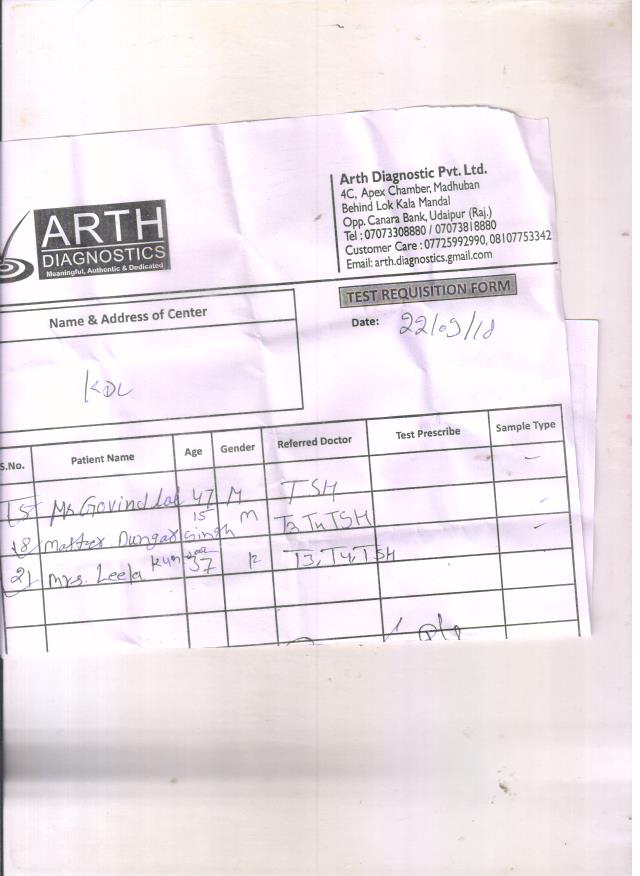 ARTH
DIAGNOSTICS
Meaningful, Authentic & Dedicated
Arth Diagnostic Pvt. Ltd.
4C, Apex Chamber, Madhuban
Behind Lok Kala Mandal
Opp. Canara Bank, Udaipur (Raj.)
Tel : 07073308880 / 07073818880
Customer Care : 07725992990, 08107753342
Email: arth.diagnostics.gmail.com
TEST REQUISITION FORM
Name & Address of Center
Date: 22/09/18
KDL
S.No. Patient Name Age Gender Referred Doctor Test Prescribe Sample Type
15 Mr. Govind Lal 47 M TSH -
18 Master Dungar Singh 15 M T3 T4 TSH -
21 Mrs. Leela Kunwar 37 T3, T4, TSH